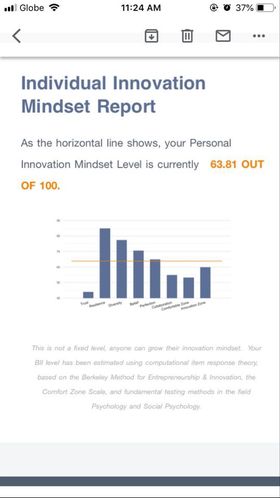 Globe 11:24 AM 37%
Individual Innovation
Mindset Report
As the horizontal line shows, your Personal
Innovation Mindset Level is currently 63.81 OUT
OF 100.
Trust Resilience Diversity Belief Perfection Collaboration Comfortable Zone Innovation Zone
This is not a fixed level, anyone can grow their innovation mindset. Your
BII level has been estimated using computational item response theory,
based on the Berkeley Method for Entrepreneurship & Innovation, the
Comfort Zone Scale, and fundamental testing methods in the field
Psychology and Social Psychology.